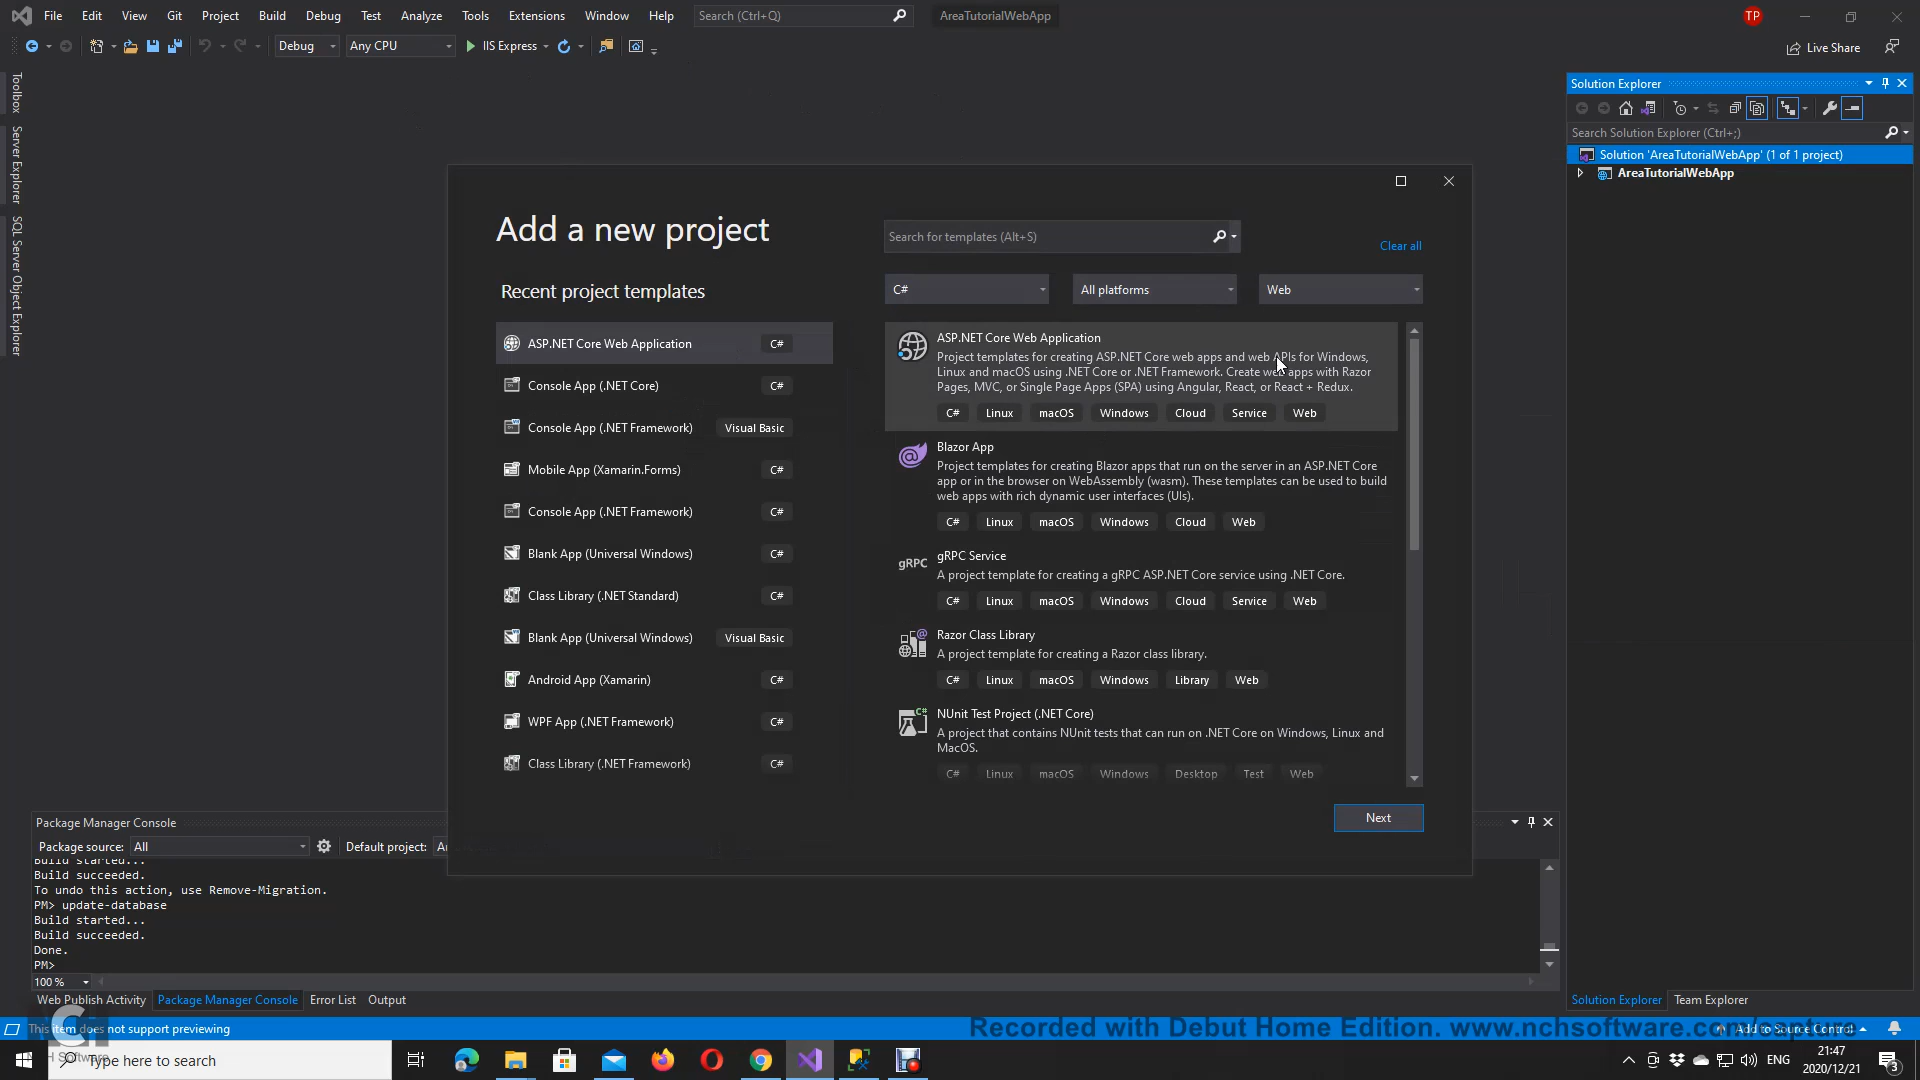 File Edit View Git Project Build Debug Test Analyze Tools Extensions Window Help Search (Ctrl+Q) AreaTutorialWebApp TP
Debug Any CPU IIS Express Live Share
Toolbox
Server Explorer
SQL Server Object Explorer
Solution Explorer
Search Solution Explorer (Ctrl+;)
Solution 'AreaTutorialWebApp' (1 of 1 project)
AreaTutorialWebApp
Add a new project
Search for templates (Alt+S)
Clear all
C# All platforms Web
Recent project templates
ASP.NET Core Web Application C#
Console App (.NET Core) C#
Console App (.NET Framework) Visual Basic
Mobile App (Xamarin.Forms) C#
Console App (.NET Framework) C#
Blank App (Universal Windows) C#
Class Library (.NET Standard) C#
Blank App (Universal Windows) Visual Basic
Android App (Xamarin) C#
WPF App (.NET Framework) C#
Class Library (.NET Framework) C#
ASP.NET Core Web Application
Project templates for creating ASP.NET Core web apps and web APIs for Windows,
Linux and macOS using .NET Core or .NET Framework. Create web apps with Razor
Pages, MVC, or Single Page Apps (SPA) using Angular, React, or React + Redux.
C# Linux macOS Windows Cloud Service Web
Blazor App
Project templates for creating Blazor apps that run on the server in an ASP.NET Core
app or in the browser on WebAssembly (wasm). These templates can be used to build
web apps with rich dynamic user interfaces (UIs).
C# Linux macOS Windows Cloud Web
gRPC
gRPC Service
A project template for creating a gRPC ASP.NET Core service using .NET Core.
C# Linux macOS Windows Cloud Service Web
Razor Class Library
A project template for creating a Razor class library.
C# Linux macOS Windows Library Web
NUnit Test Project (.NET Core)
A project that contains NUnit tests that can run on .NET Core on Windows, Linux and
MacOS.
C# Linux macOS Windows Desktop Test Web
Next
Package Manager Console
Package source: All Default project:
Build started...
Build succeeded.
To undo this action, use Remove-Migration.
PM> update-database
Build started...
Build succeeded.
Done.
PM>
100 %
Web Publish Activity Package Manager Console Error List Output
Solution Explorer Team Explorer
This item does not support previewing
Add to Source Control
Recorded with Debut Home Edition. www.nchsoftware.com/capture
NCH Software
Type here to search
ENG
21:47
2020/12/21
3